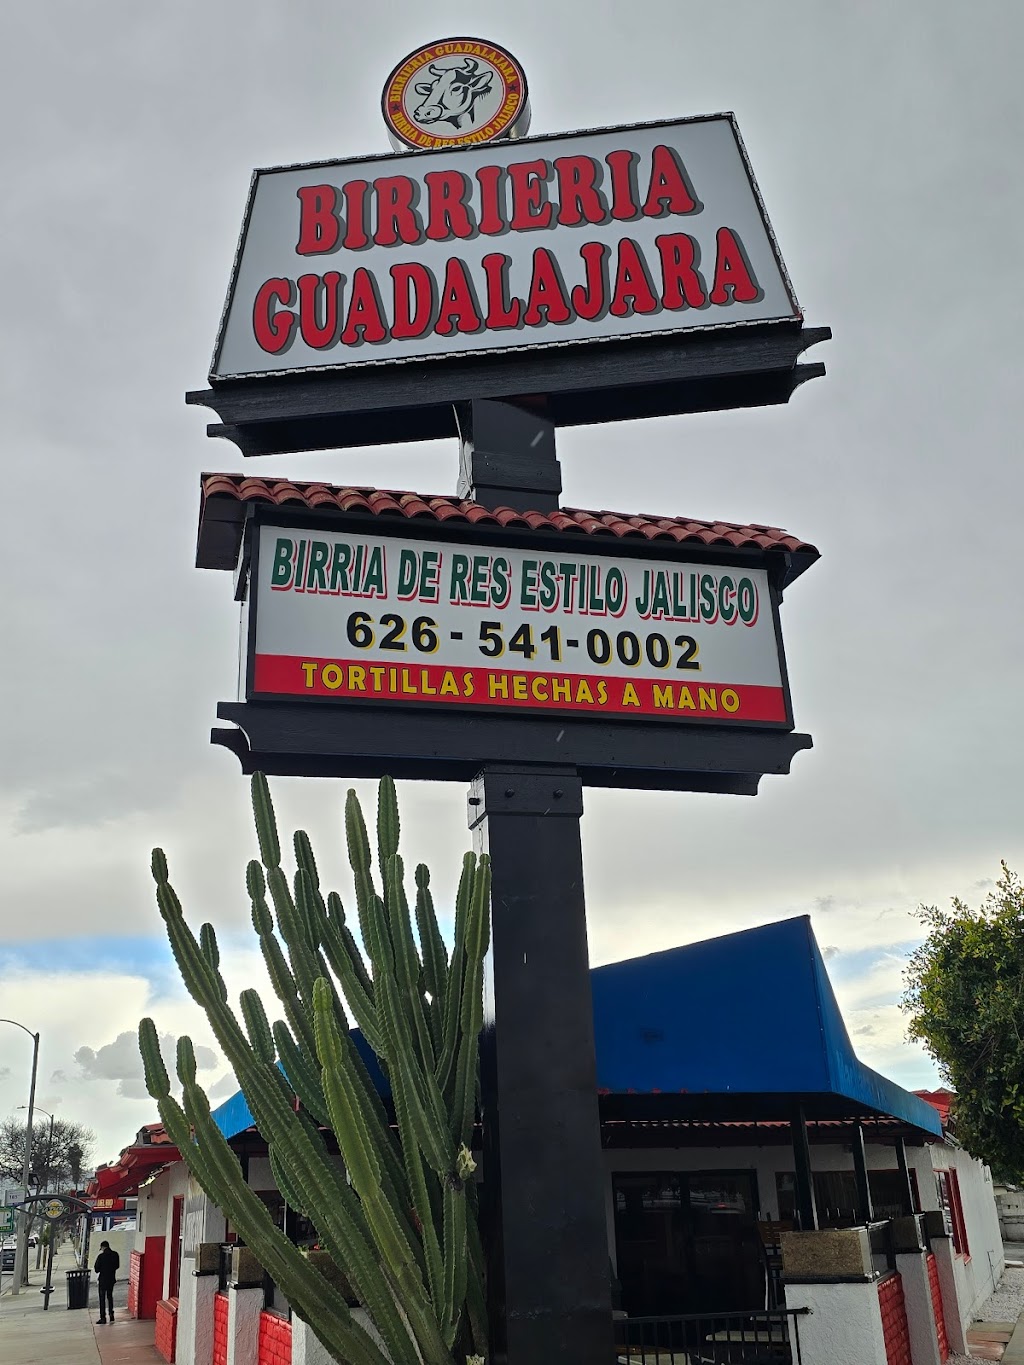 BIRRIERIA GUADALAJARA
BIRRIA DE RES ESTILO JALISCO
BIRRIERIA
GUADALAJARA
BIRRIA DE RES ESTILO JALISCO
626-541-0002
TORTILLAS HECHAS A MANO